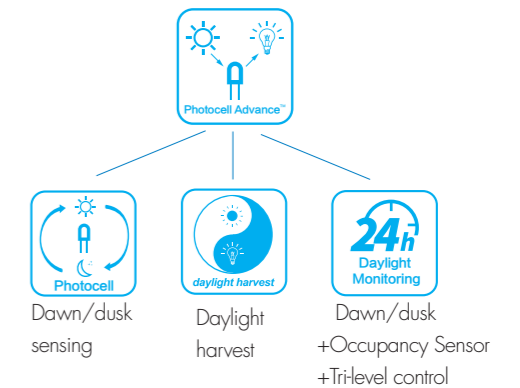 Photocell Advance™
Photocell
Dawn/dusk
sensing
daylight harvest
Daylight
harvest
24h
Daylight
Monitoring
Dawn/dusk
+Occupancy Sensor
+Tri-level control